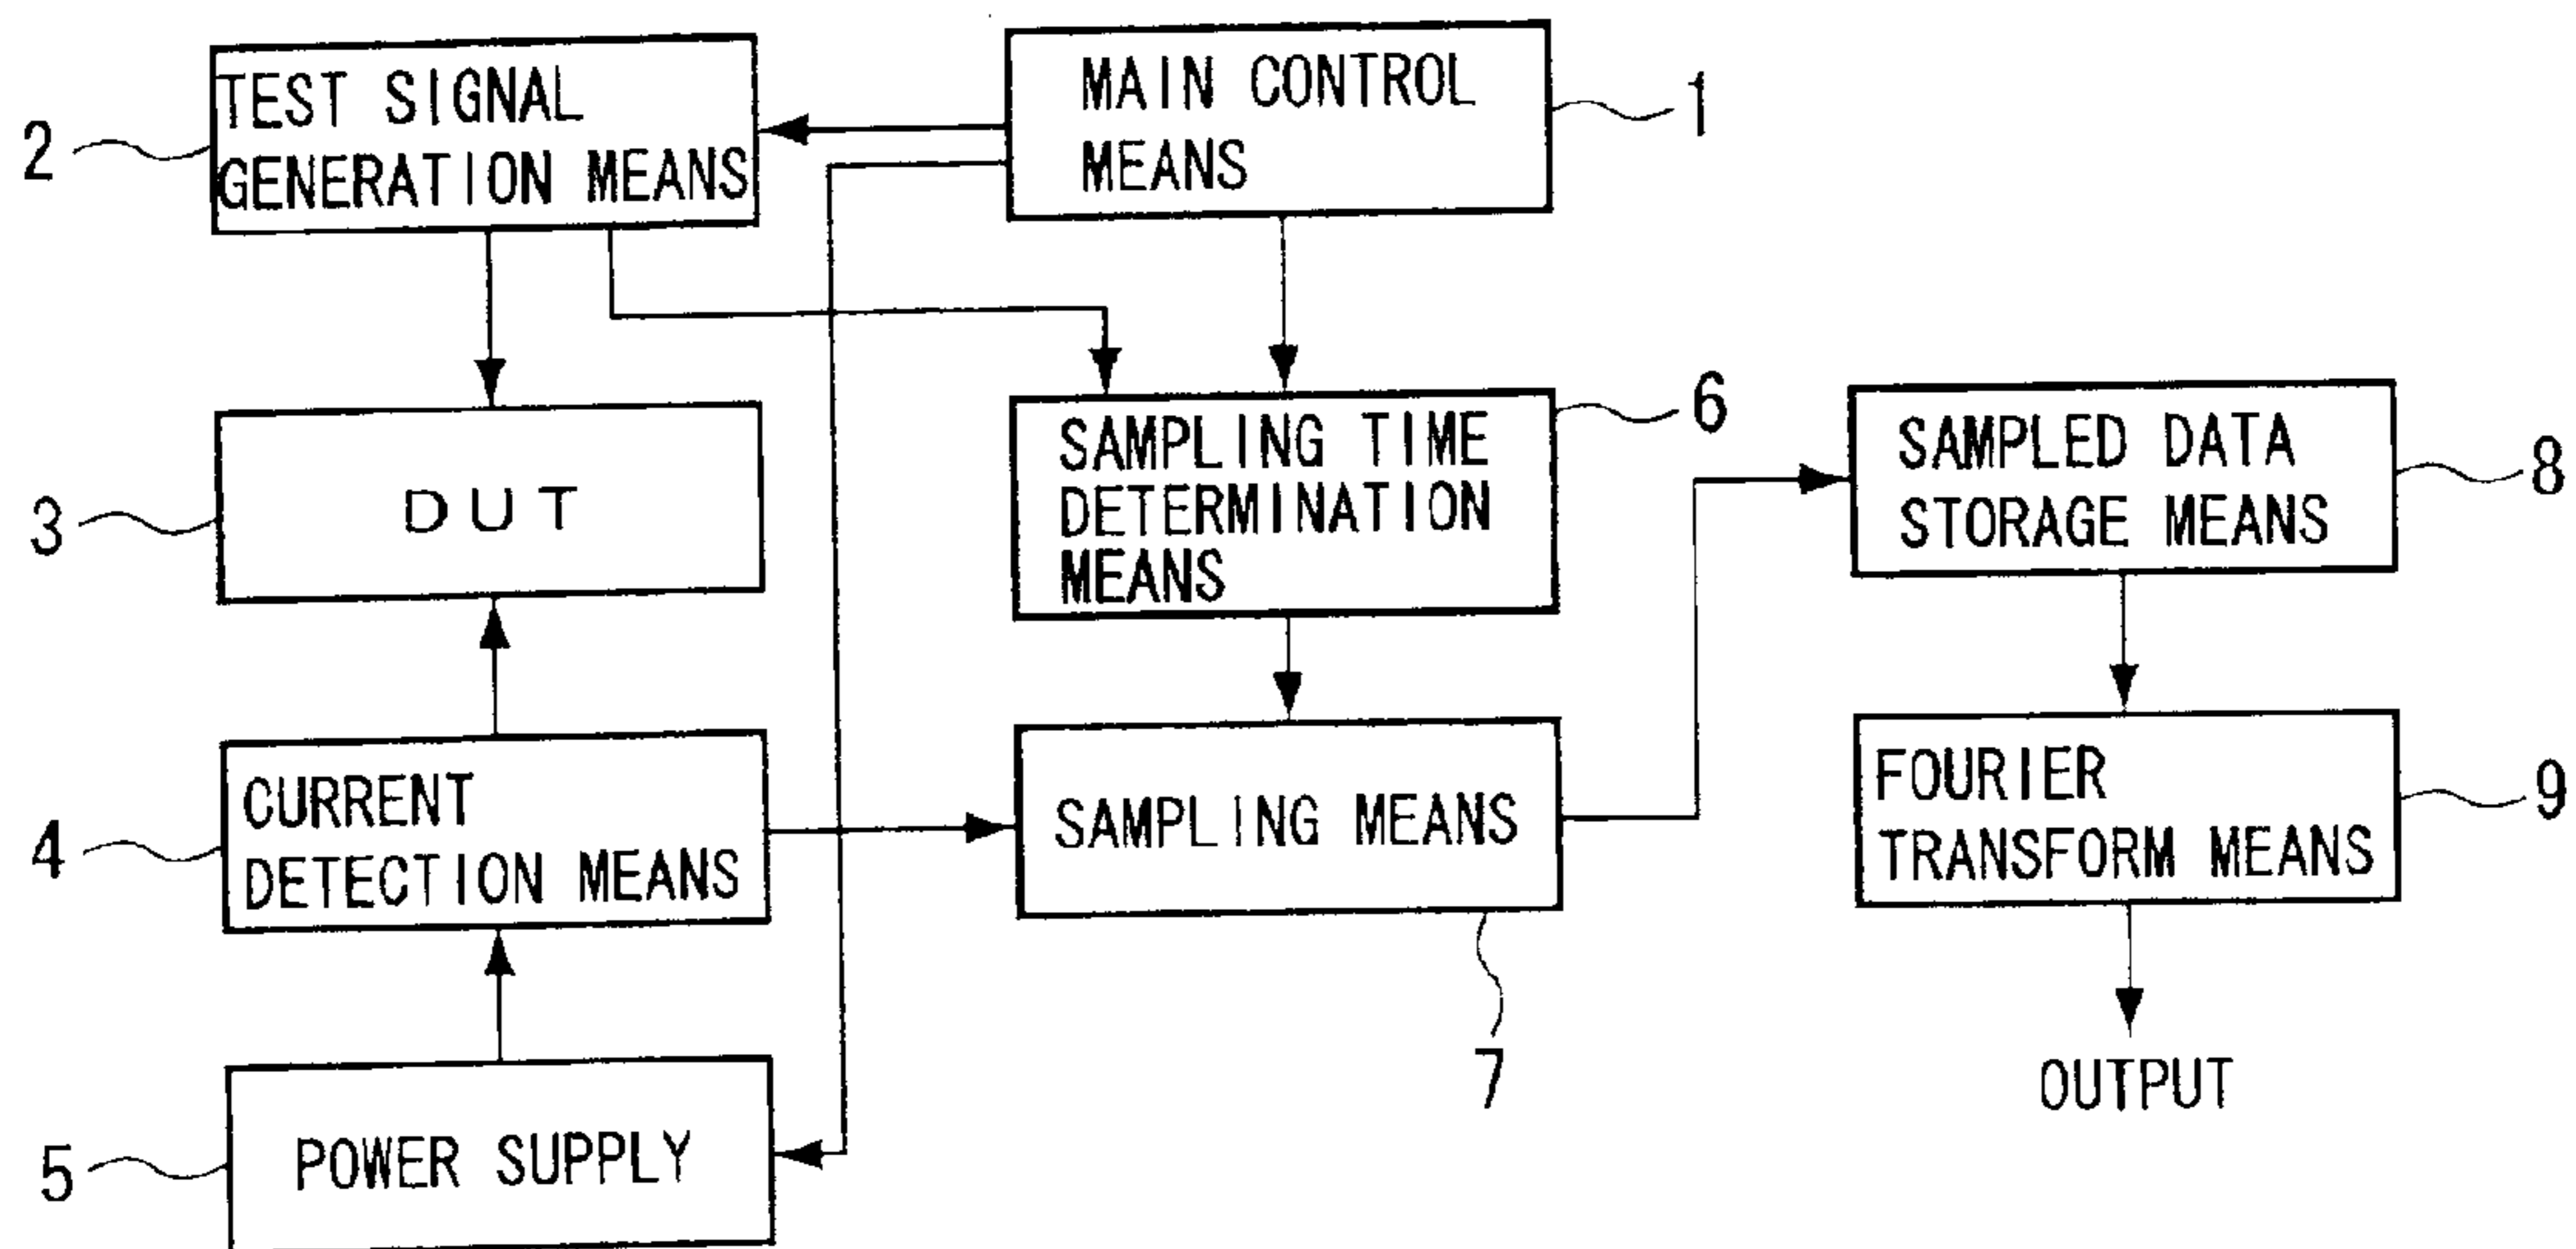 TEST SIGNAL
GENERATION MEANS
2
MAIN CONTROL
MEANS
1
DUT
3
SAMPLING TIME
DETERMINATION
MEANS
6
SAMPLED DATA
STORAGE MEANS
8
CURRENT
DETECTION MEANS
4
SAMPLING MEANS
7
FOURIER
TRANSFORM MEANS
9
OUTPUT
POWER SUPPLY
5